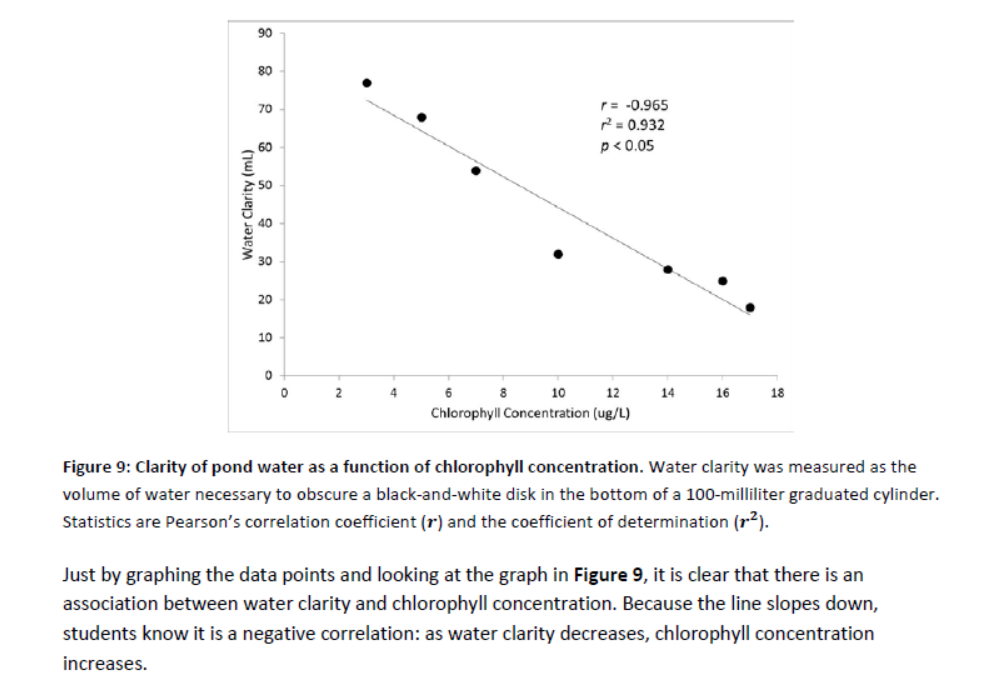 90
80
70
60
50
40
30
20
10
0
Water Clarity (mL)
r = -0.965
r² = 0.932
p < 0.05
0 2 4 6 8 10 12 14 16 18
Chlorophyll Concentration (ug/L)
Figure 9: Clarity of pond water as a function of chlorophyll concentration. Water clarity was measured as the
volume of water necessary to obscure a black-and-white disk in the bottom of a 100-milliliter graduated cylinder.
Statistics are Pearson's correlation coefficient (r) and the coefficient of determination (r²).
Just by graphing the data points and looking at the graph in Figure 9, it is clear that there is an
association between water clarity and chlorophyll concentration. Because the line slopes down,
students know it is a negative correlation: as water clarity decreases, chlorophyll concentration
increases.